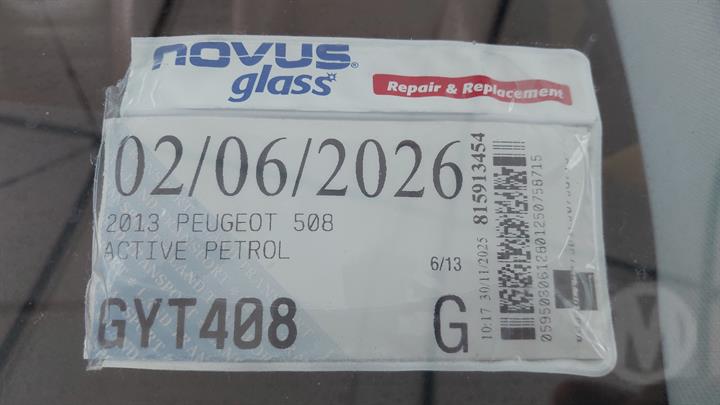 novus®
glass
Repair & Replacement
02/06/2026
2013 PEUGEOT 508
ACTIVE PETROL
6/13
GYT408
G
10:17 30/11/2025
815913454
0595030612801250758715